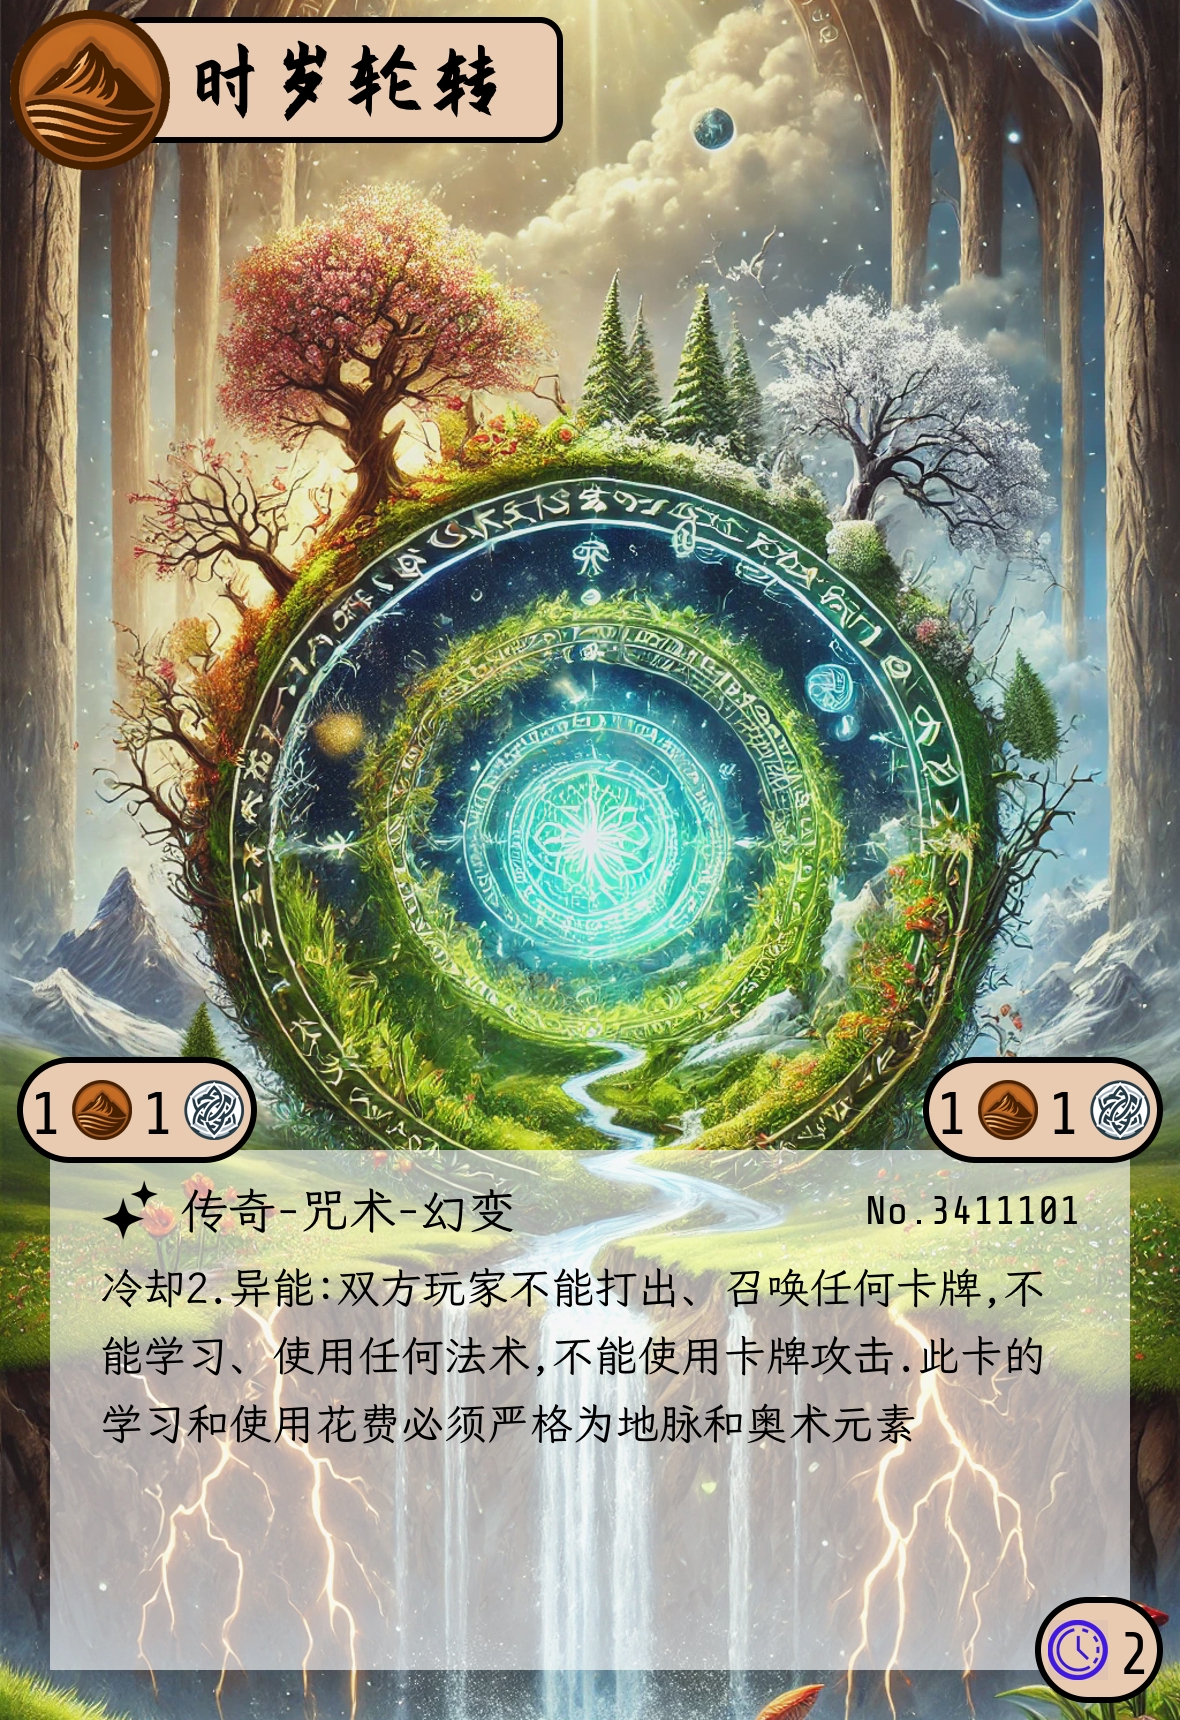 时岁轮转
1 1
1 1
传奇-咒术-幻变
No.3411101
冷却2.异能:双方玩家不能打出、召唤任何卡牌,不
能学习、使用任何法术,不能使用卡牌攻击.此卡的
学习和使用花费必须严格为地脉和奥术元素
2